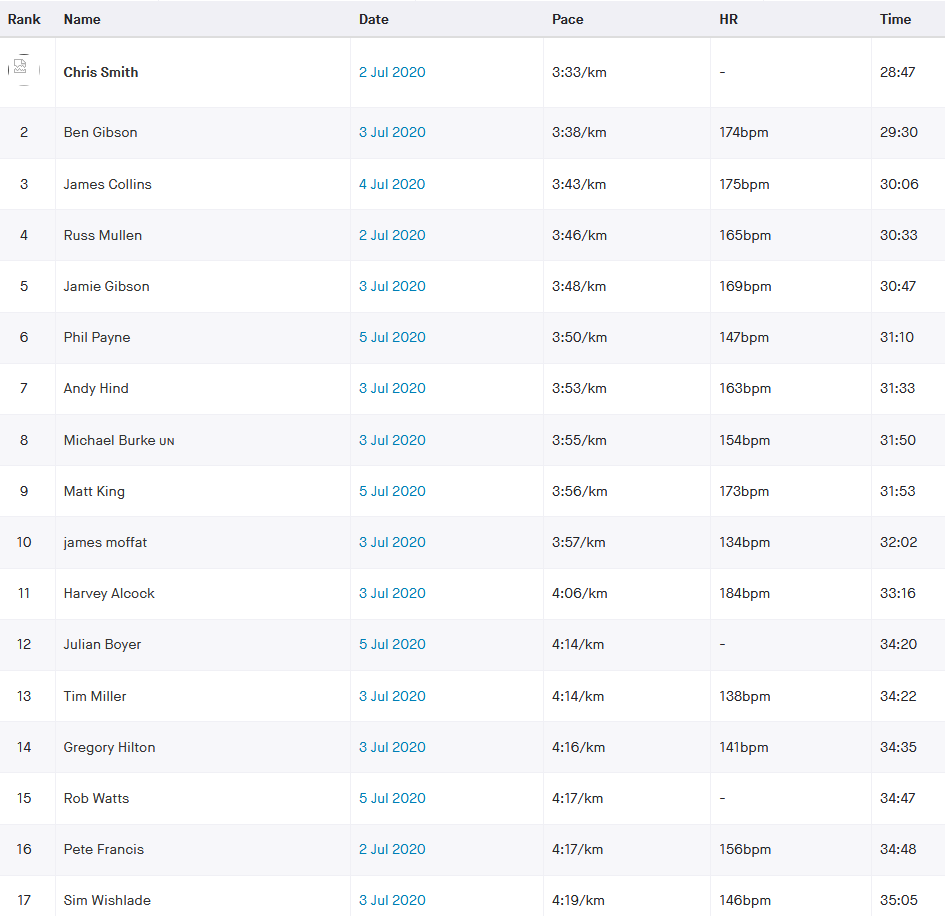 Rank Name Date Pace HR Time
Chris Smith 2 Jul 2020 3:33/km - 28:47
2 Ben Gibson 3 Jul 2020 3:38/km 174bpm 29:30
3 James Collins 4 Jul 2020 3:43/km 175bpm 30:06
4 Russ Mullen 2 Jul 2020 3:46/km 165bpm 30:33
5 Jamie Gibson 3 Jul 2020 3:48/km 169bpm 30:47
6 Phil Payne 5 Jul 2020 3:50/km 147bpm 31:10
7 Andy Hind 3 Jul 2020 3:53/km 163bpm 31:33
8 Michael Burke UN 3 Jul 2020 3:55/km 154bpm 31:50
9 Matt King 5 Jul 2020 3:56/km 173bpm 31:53
10 james moffat 3 Jul 2020 3:57/km 134bpm 32:02
11 Harvey Alcock 3 Jul 2020 4:06/km 184bpm 33:16
12 Julian Boyer 5 Jul 2020 4:14/km - 34:20
13 Tim Miller 3 Jul 2020 4:14/km 138bpm 34:22
14 Gregory Hilton 3 Jul 2020 4:16/km 141bpm 34:35
15 Rob Watts 5 Jul 2020 4:17/km - 34:47
16 Pete Francis 2 Jul 2020 4:17/km 156bpm 34:48
17 Sim Wishlade 3 Jul 2020 4:19/km 146bpm 35:05